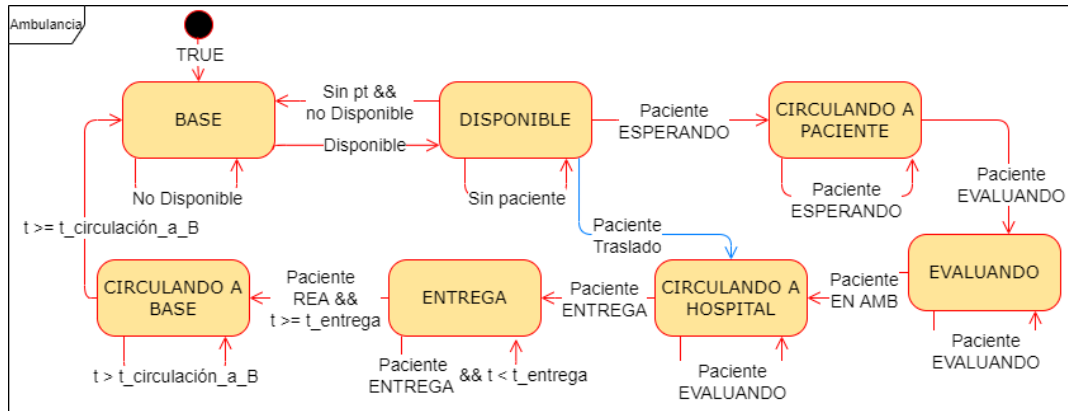 Ambulancia
TRUE
BASE
Sin pt &&
no Disponible
Disponible
No Disponible
DISPONIBLE
Sin paciente
Paciente
ESPERANDO
CIRCULANDO A
PACIENTE
Paciente
ESPERANDO
Paciente
EVALUANDO
Paciente
Traslado
t >= t_circulación_a_B
CIRCULANDO A
BASE
t > t_circulación_a_B
Paciente
REA &&
t >= t_entrega
ENTREGA
Paciente
ENTREGA && t < t_entrega
Paciente
ENTREGA
CIRCULANDO A
HOSPITAL
Paciente
EVALUANDO
Paciente
EN AMB
EVALUANDO
Paciente
EVALUANDO